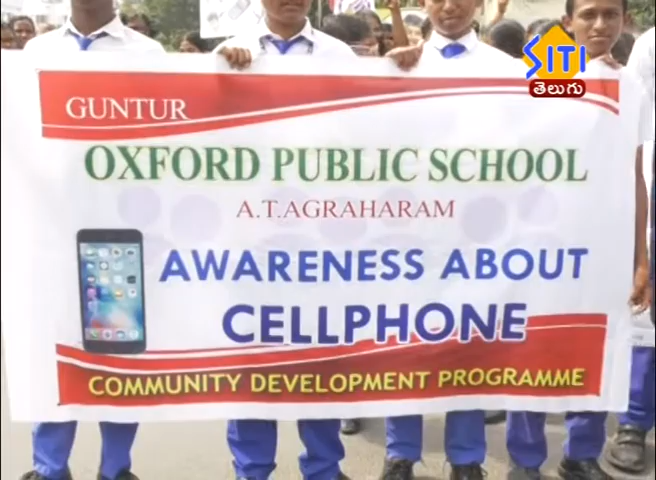 SITI
తెలుగు
GUNTUR
OXFORD PUBLIC SCHOOL
A.T.AGRAHARAM
AWARENESS ABOUT
CELLPHONE
COMMUNITY DEVELOPMENT PROGRAMME